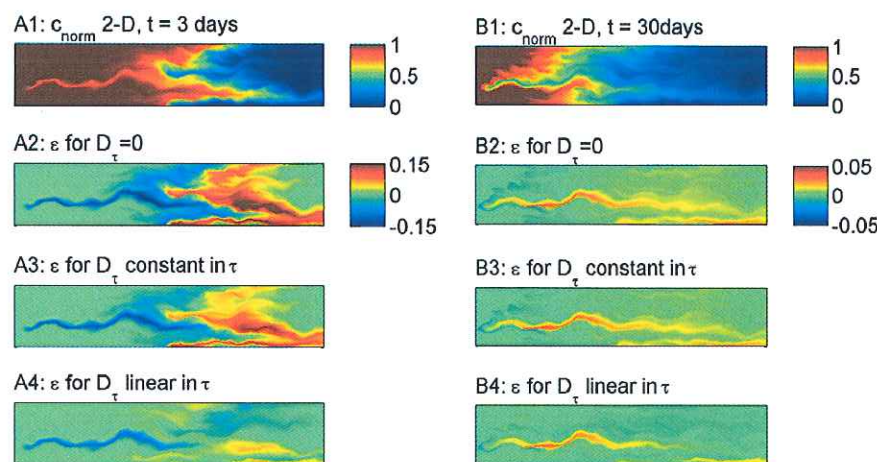 A1: c_norm 2-D, t = 3 days
1
0.5
0
A2: ε for D_τ =0
0.15
0
-0.15
A3: ε for D_τ constant in τ
A4: ε for D_τ linear in τ
B1: c_norm 2-D, t = 30days
1
0.5
0
B2: ε for D_τ =0
0.05
0
-0.05
B3: ε for D_τ constant in τ
B4: ε for D_τ linear in τ